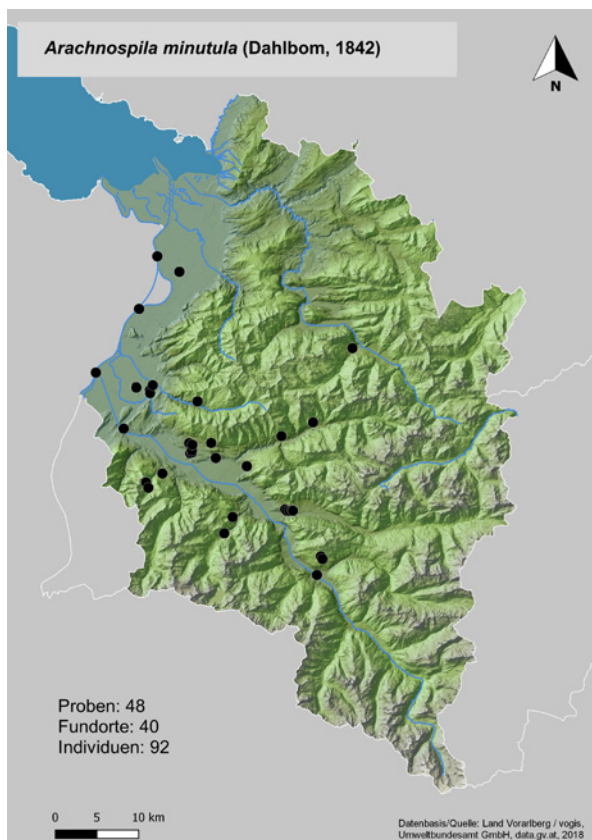 Arachnospila minutula (Dahlbom, 1842)
N
Proben: 48
Fundorte: 40
Individuen: 92
0 5 10 km
Datenbasis/Quelle: Land Vorarlberg / vogis,
Umweltbundesamt GmbH, data.gv.at, 2018